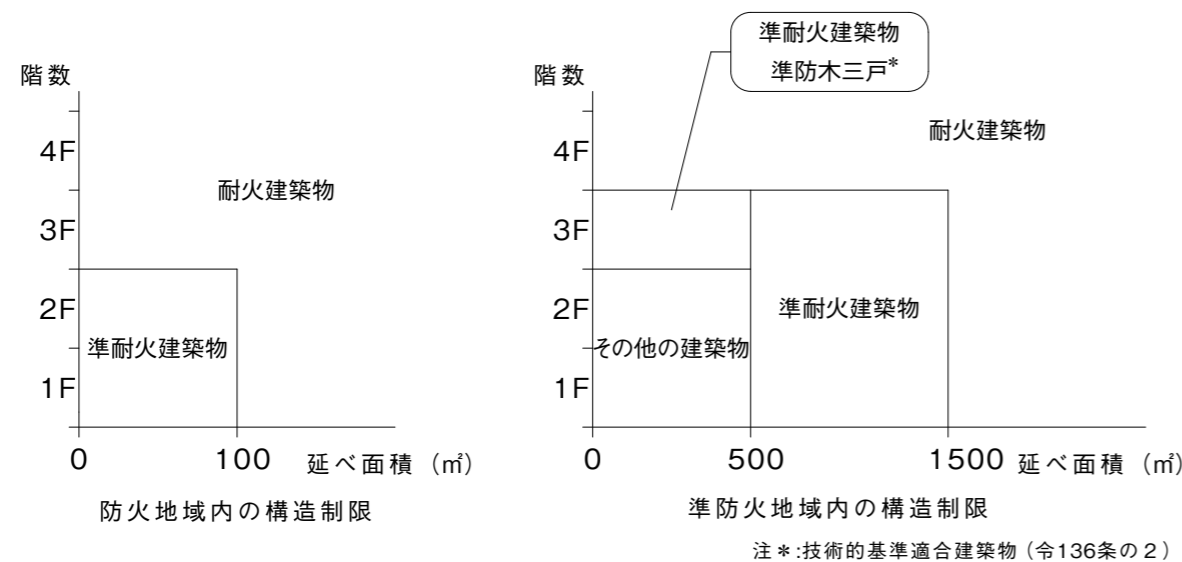 階数
4F
3F
2F
1F
耐火建築物
準耐火建築物
0
100
延べ面積（㎡）
防火地域内の構造制限
準耐火建築物
準防木三戸*
階数
4F
3F
2F
1F
耐火建築物
準耐火建築物
その他の建築物
0
500
1500
延べ面積（㎡）
準防火地域内の構造制限
注*:技術的基準適合建築物（令136条の2）